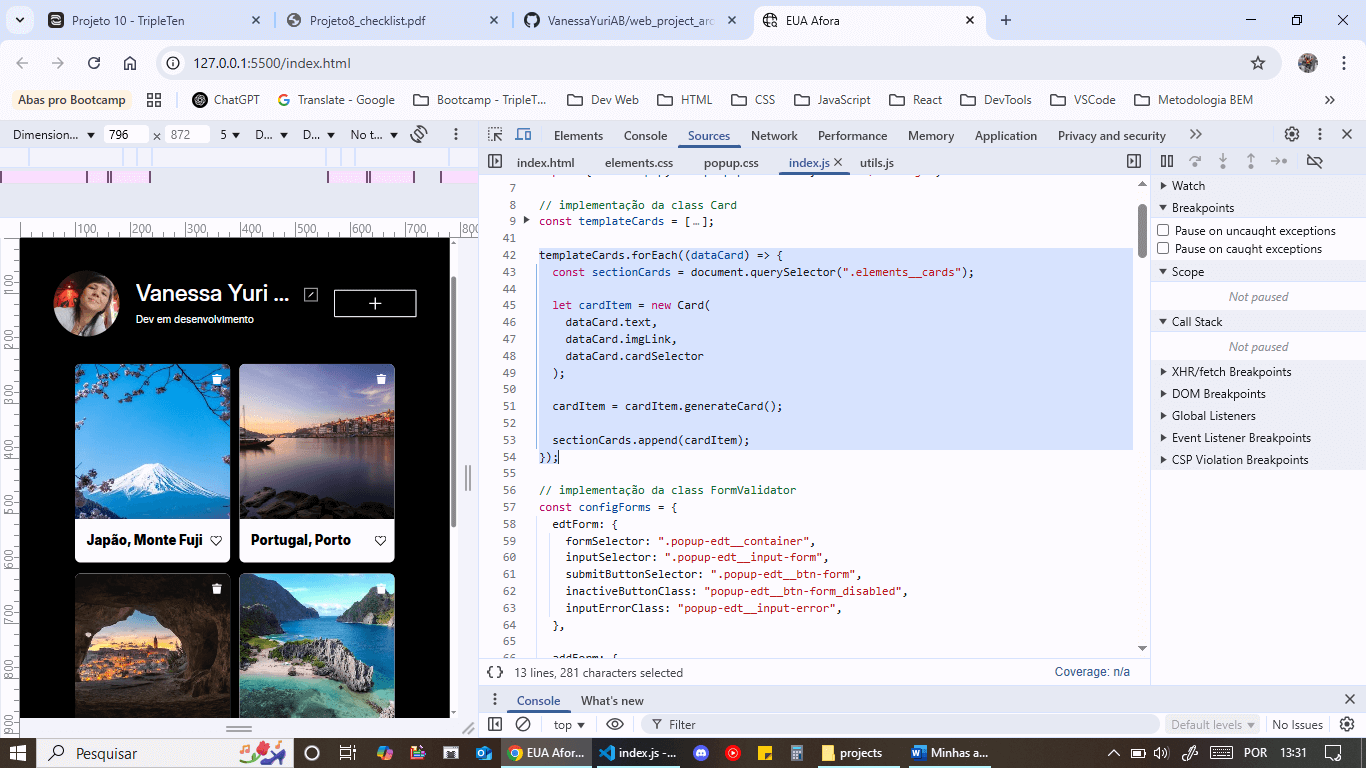 Projeto 10 - TripleTen
Projeto8_checklist.pdf
VanessaYuriAB/web_project_arc
EUA Afora
127.0.0.1:5500/index.html
Abas pro Bootcamp
ChatGPT
Translate - Google
Bootcamp - TripleT...
Dev Web
HTML
CSS
JavaScript
React
DevTools
VSCode
Metodologia BEM
Dimension...
796
×
872
5
D...
D...
No t...
Elements
Console
Sources
Network
Performance
Memory
Application
Privacy and security
index.html
elements.css
popup.css
index.js
utils.js
100
200
300
400
500
600
700
800
100
200
300
400
500
600
700
800
900
Vanessa Yuri ...
Dev em desenvolvimento
Japão, Monte Fuji
Portugal, Porto
7
8 // implementação da class Card
9 const templateCards = […];
41
42 templateCards.forEach((dataCard) => {
43 const sectionCards = document.querySelector(".elements__cards");
44
45 let cardItem = new Card(
46 dataCard.text,
47 dataCard.imgLink,
48 dataCard.cardSelector
49 );
50
51 cardItem = cardItem.generateCard();
52
53 sectionCards.append(cardItem);
54 });
55
56 // implementação da class FormValidator
57 const configForms = {
58 edtForm: {
59 formSelector: ".popup-edt__container",
60 inputSelector: ".popup-edt__input-form",
61 submitButtonSelector: ".popup-edt__btn-form",
62 inactiveButtonClass: "popup-edt__btn-form_disabled",
63 inputErrorClass: "popup-edt__input-error",
64 },
65
66 addForm: {
{ } 13 lines, 281 characters selected
Coverage: n/a
Watch
Breakpoints
Pause on uncaught exceptions
Pause on caught exceptions
Scope
Not paused
Call Stack
Not paused
XHR/fetch Breakpoints
DOM Breakpoints
Global Listeners
Event Listener Breakpoints
CSP Violation Breakpoints
Console
What's new
top
Filter
Default levels
No Issues
Pesquisar
EUA Afor...
index.js -...
projects
Minhas a...
POR
13:31